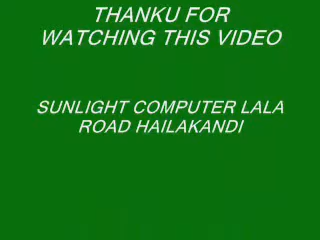 THANKU FOR
WATCHING THIS VIDEO
SUNLIGHT COMPUTER LALA
ROAD HAILAKANDI